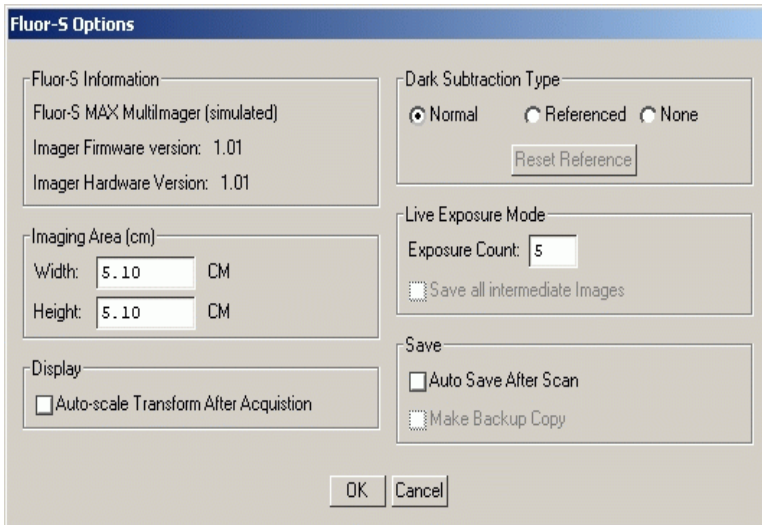 Fluor-S Options
Fluor-S Information
Fluor-S MAX MultiImager (simulated)
Imager Firmware version: 1.01
Imager Hardware Version: 1.01
Imaging Area (cm)
Width: 5.10 CM
Height: 5.10 CM
Display
Auto-scale Transform After Acquistion
Dark Subtraction Type
Normal Referenced None
Reset Reference
Live Exposure Mode
Exposure Count: 5
Save all intermediate Images
Save
Auto Save After Scan
Make Backup Copy
OK Cancel